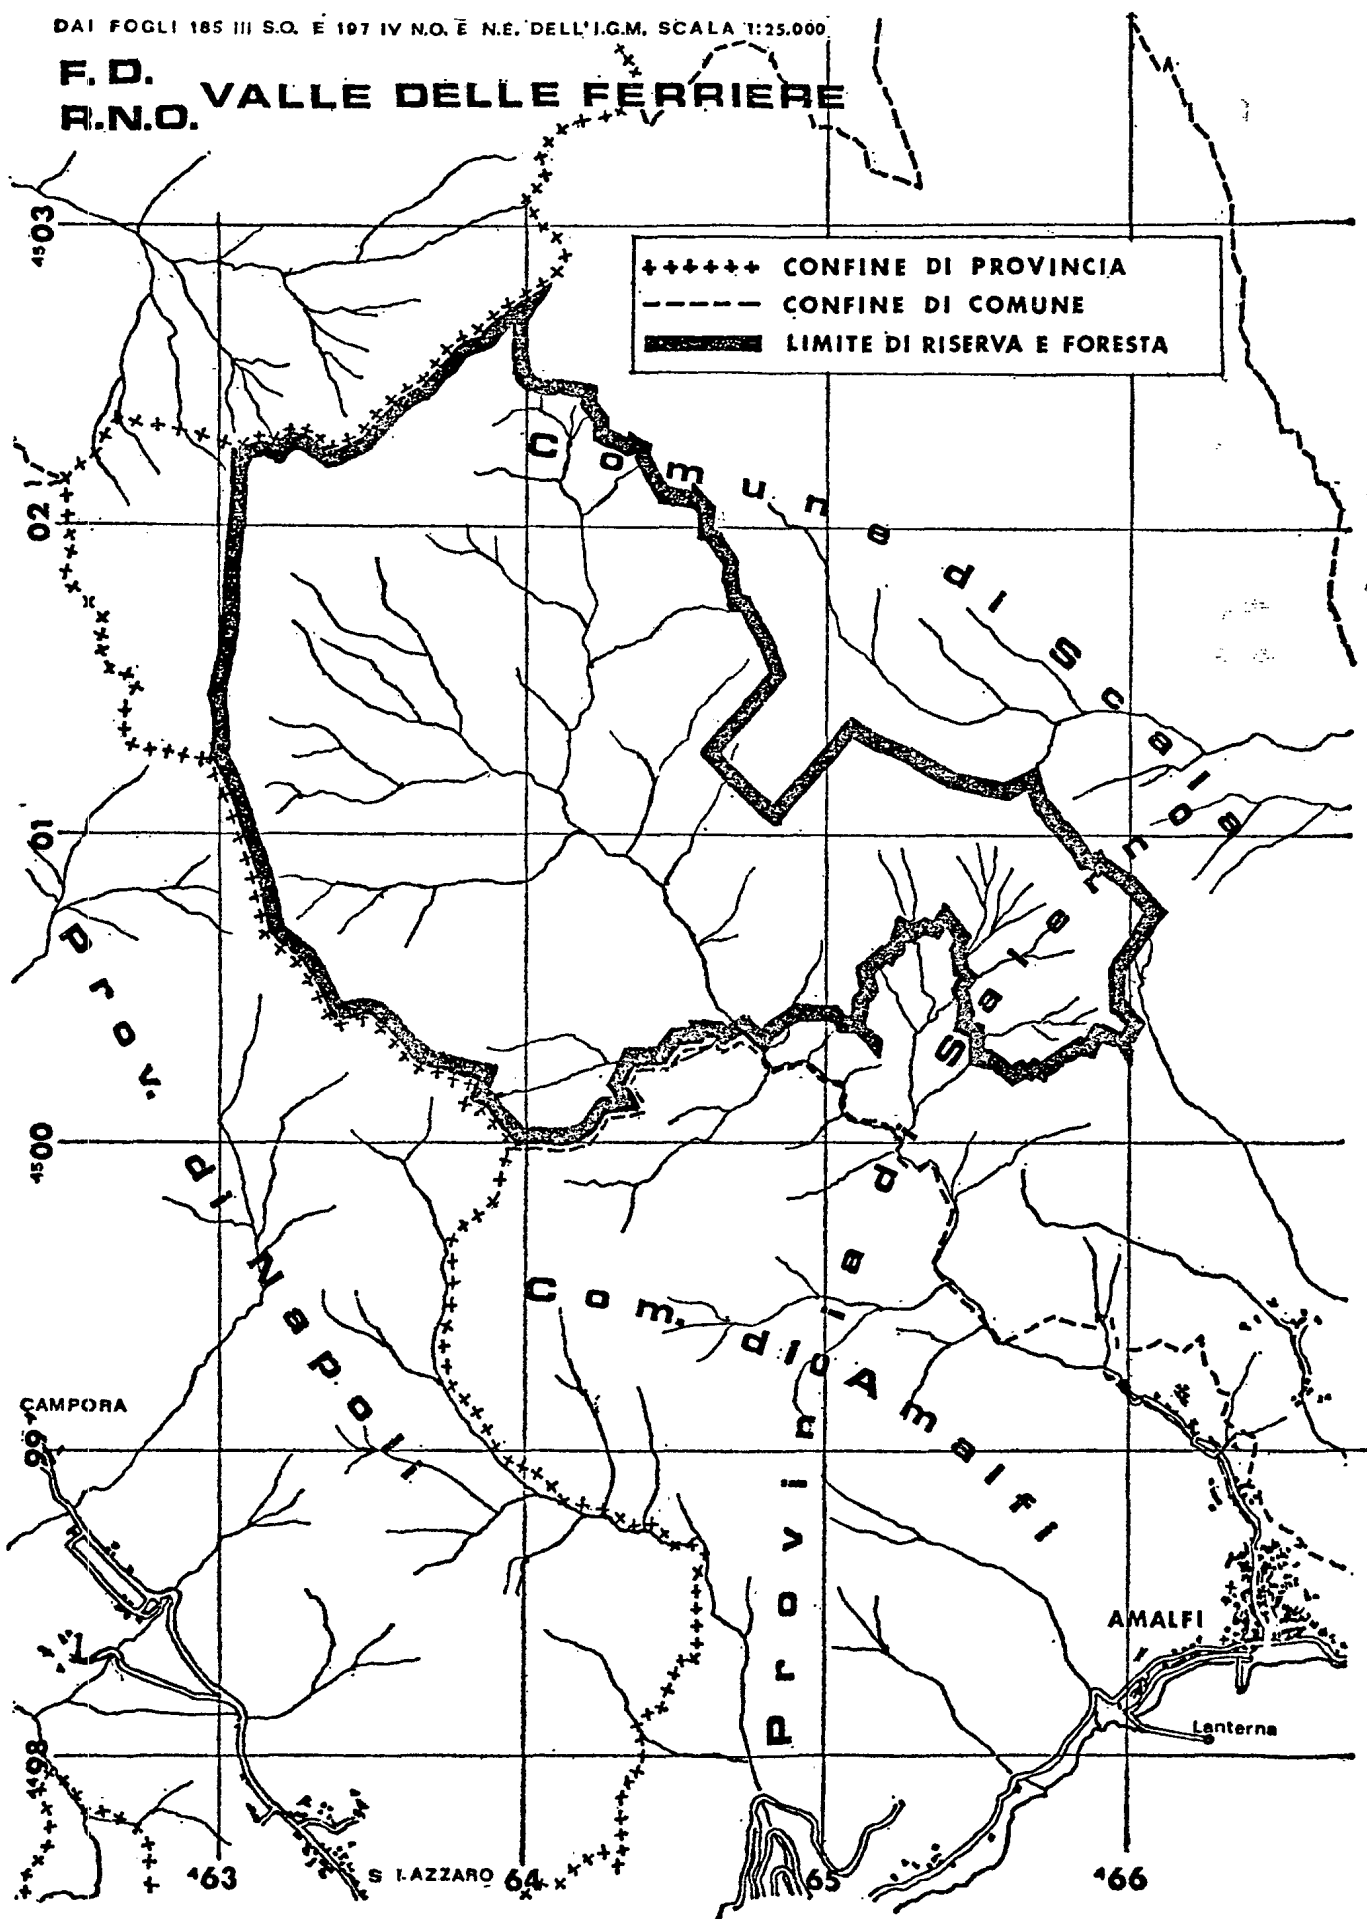 DAI FOGLI 185 III S.O. E 197 IV N.O. E N.E. DELL'I.G.M. SCALA 1:25.000
F. D.
R.N.O. VALLE DELLE FERRIERE
++++++ CONFINE DI PROVINCIA
------ CONFINE DI COMUNE
LIMITE DI RISERVA E FORESTA
4503
02
01
4500
99
4498
Comune di Scala
Prov. di Napoli
Provincia di Salerno
Com. di Amalfi
CAMPORA
AMALFI
Lanterna
S LAZZARO
463
64
65
466